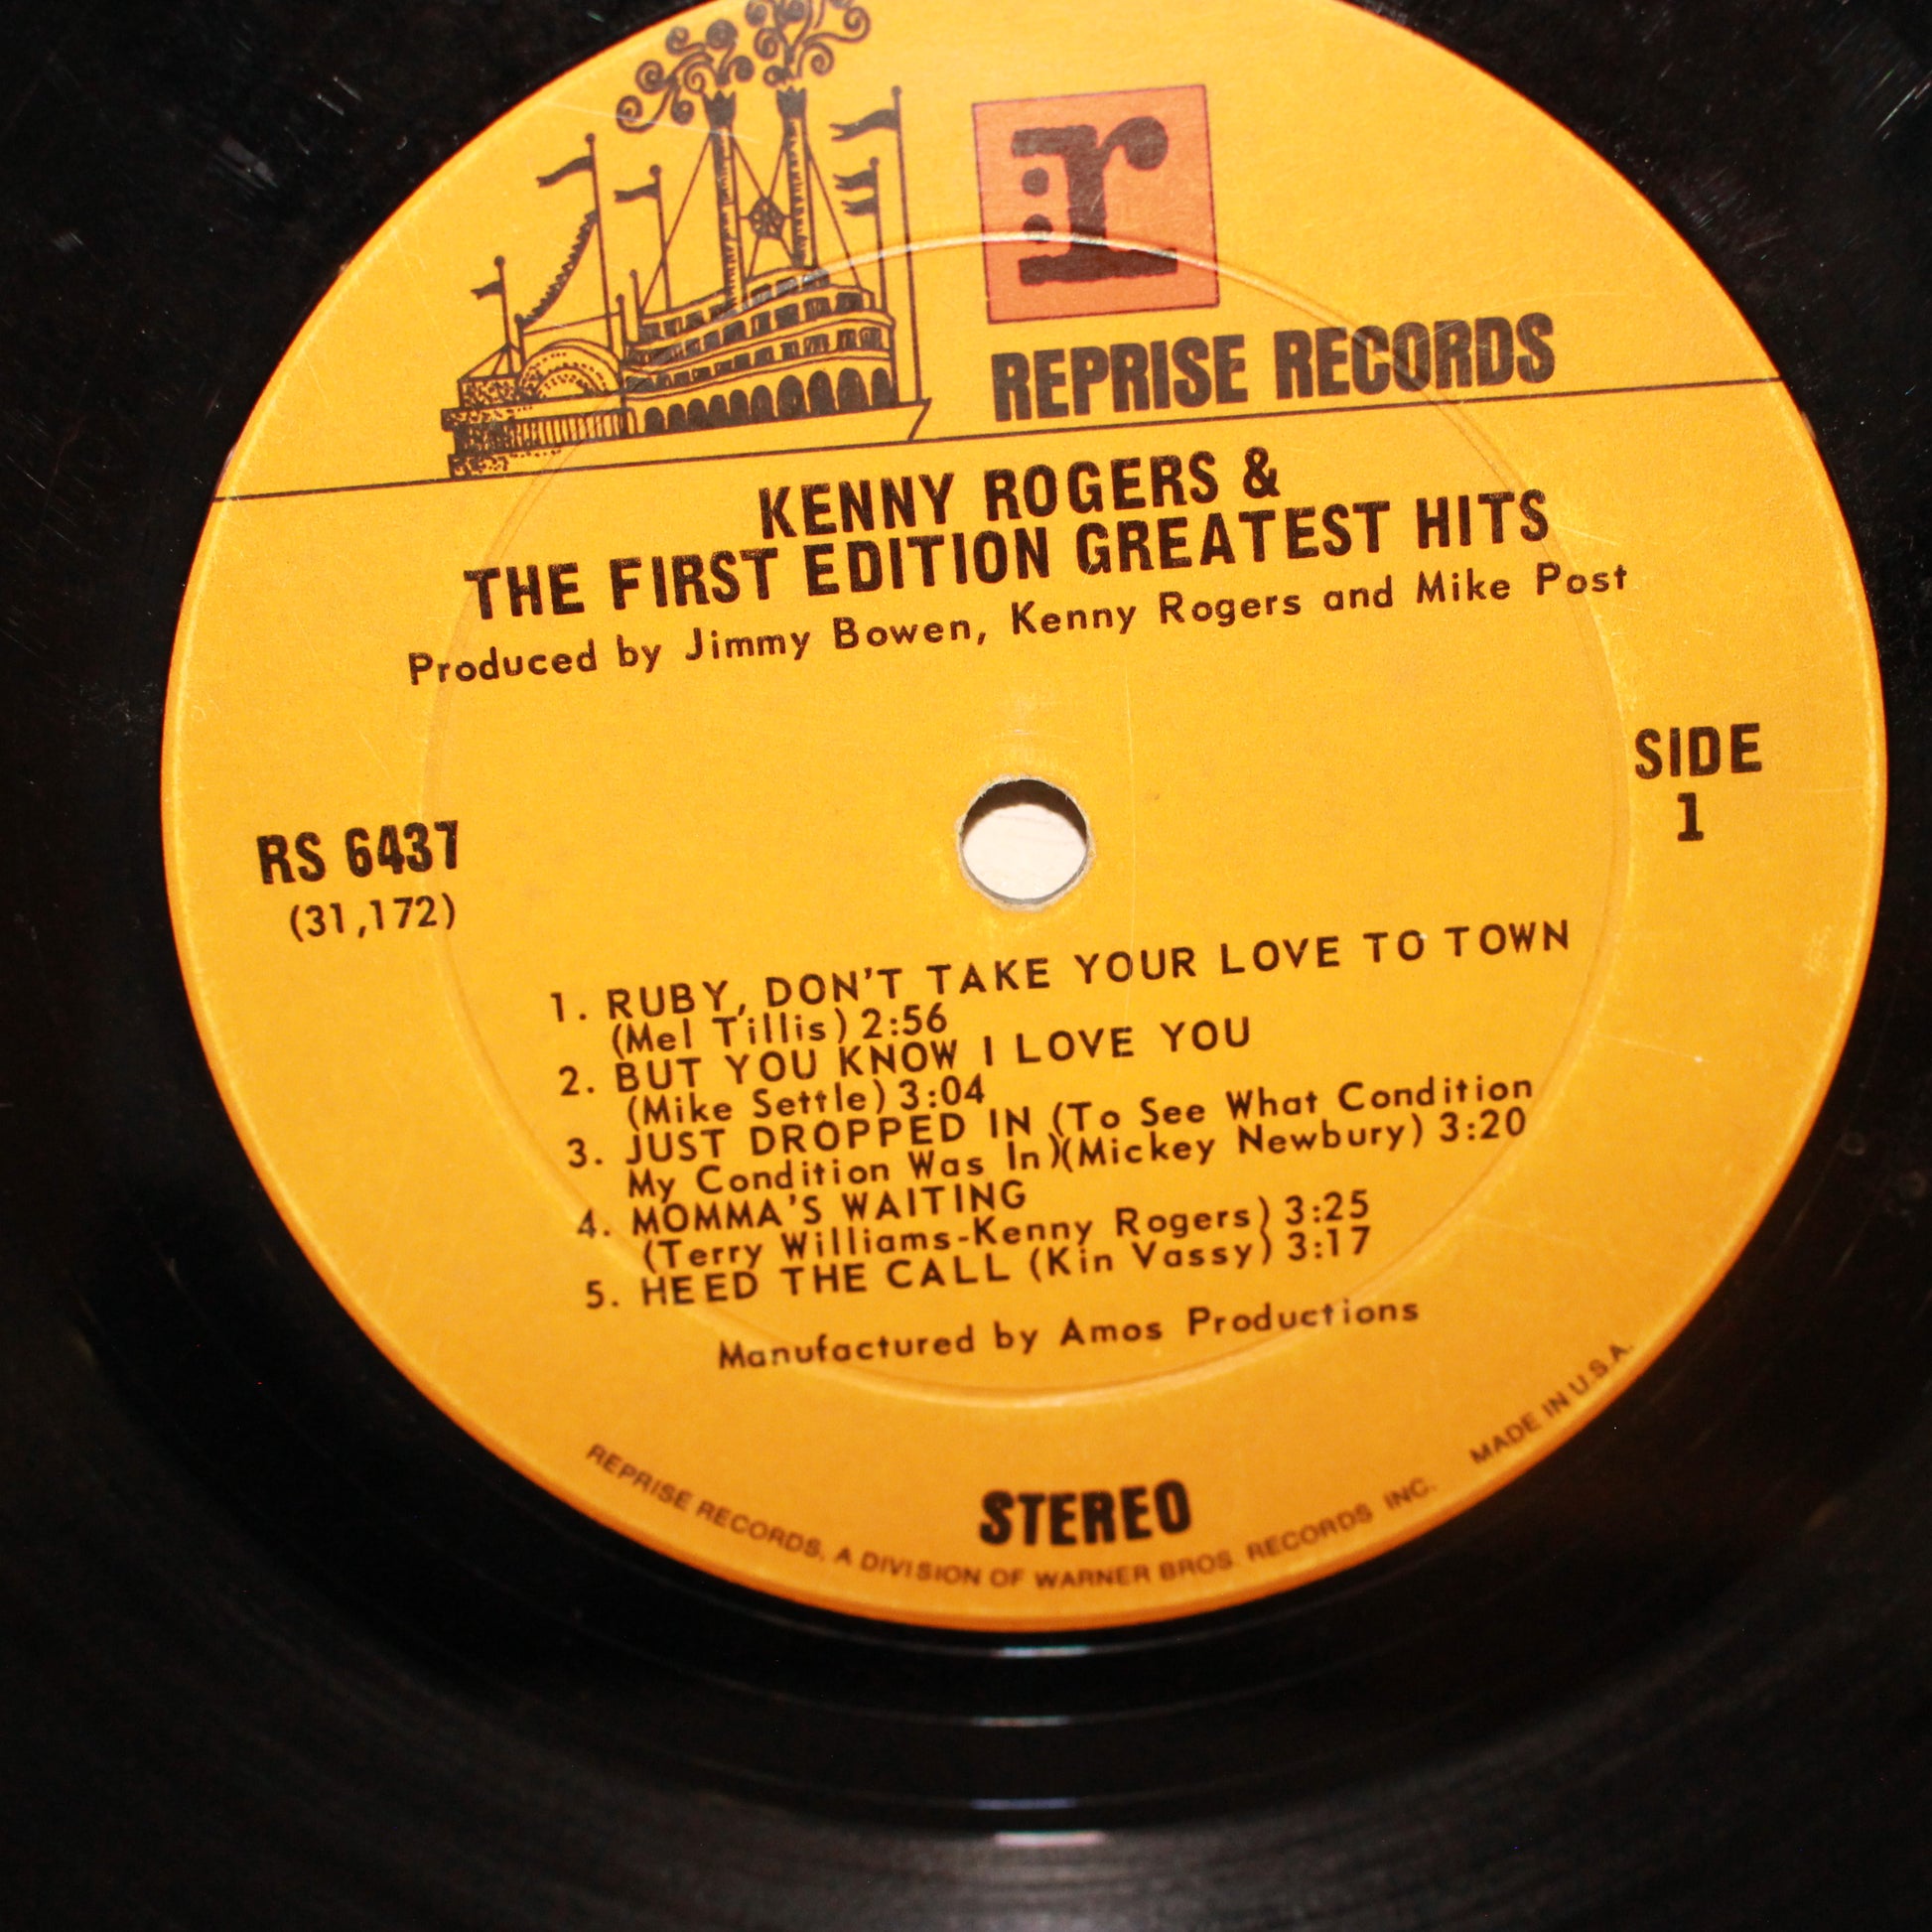 r:
REPRISE RECORDS
KENNY ROGERS &
THE FIRST EDITION GREATEST HITS
Produced by Jimmy Bowen, Kenny Rogers and Mike Post
SIDE
1
RS 6437
(31,172)
1. RUBY, DON'T TAKE YOUR LOVE TO TOWN
(Mel Tillis) 2:56
2. BUT YOU KNOW I LOVE YOU
(Mike Settle) 3:04
3. JUST DROPPED IN (To See What Condition
My Condition Was In)(Mickey Newbury) 3:20
4. MOMMA'S WAITING
(Terry Williams-Kenny Rogers) 3:25
5. HEED THE CALL (Kin Vassy) 3:17
Manufactured by Amos Productions
STEREO
REPRISE RECORDS, A DIVISION OF WARNER BROS. RECORDS INC. MADE IN U.S.A.